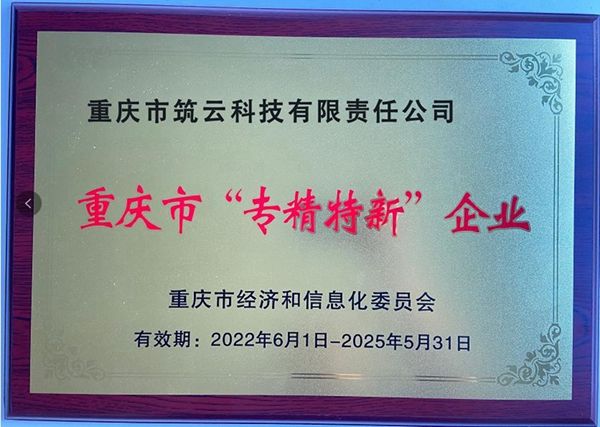 重庆市筑云科技有限责任公司
重庆市“专精特新”企业
重庆市经济和信息化委员会
有效期：2022年6月1日-2025年5月31日